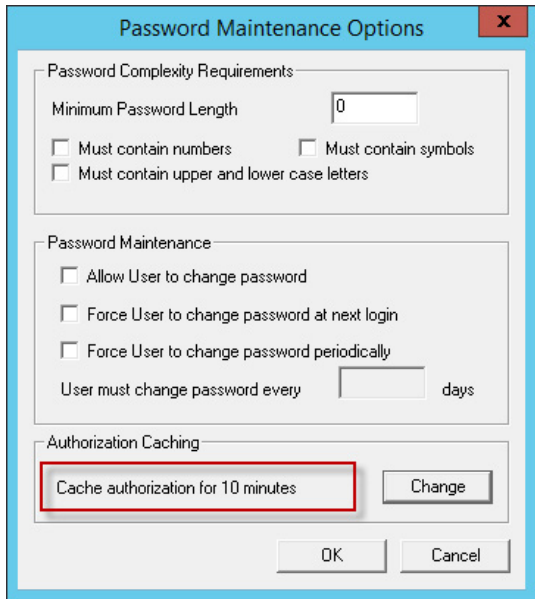 Password Maintenance Options
x
Password Complexity Requirements
Minimum Password Length 0
Must contain numbers Must contain symbols
Must contain upper and lower case letters
Password Maintenance
Allow User to change password
Force User to change password at next login
Force User to change password periodically
User must change password every days
Authorization Caching
Cache authorization for 10 minutes Change
OK Cancel